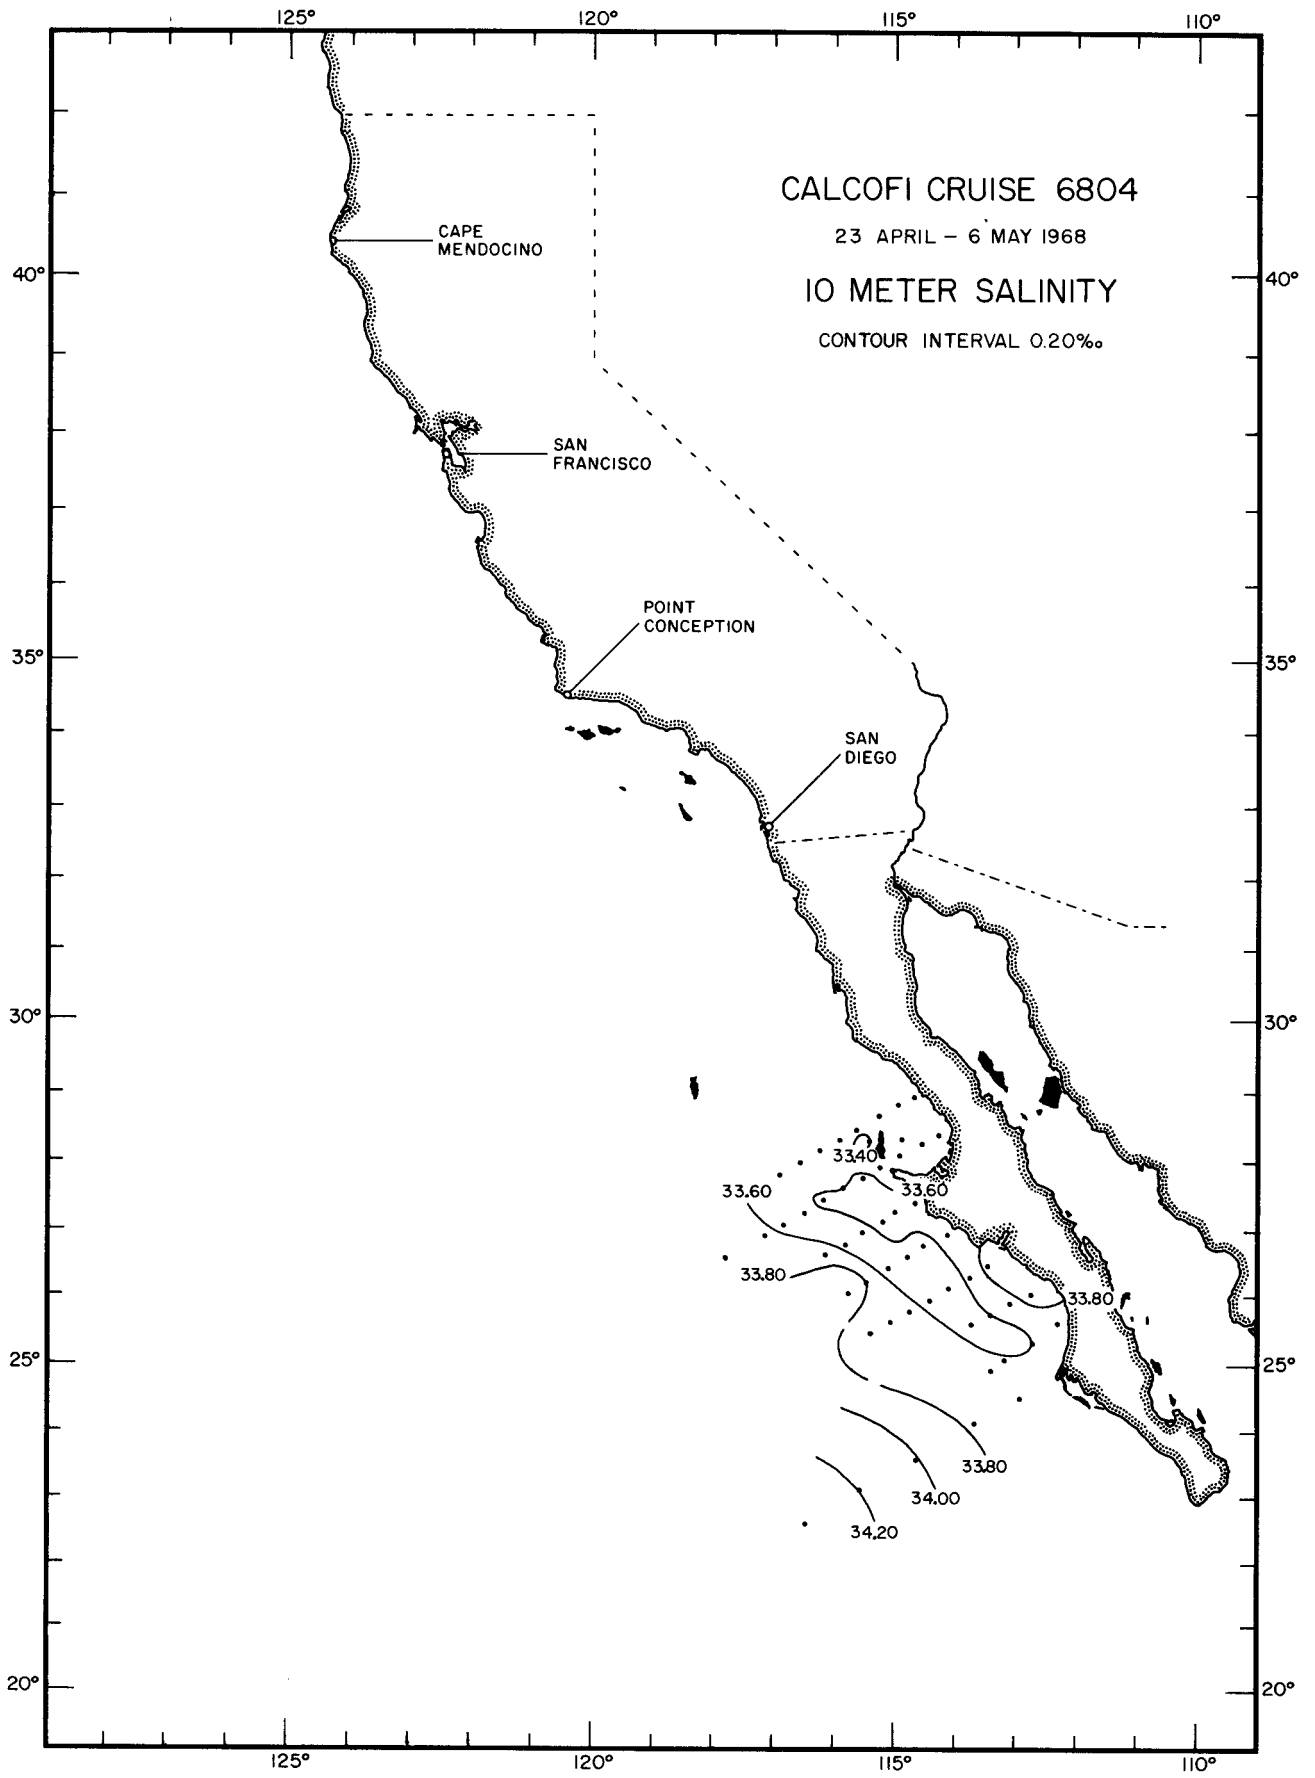 125° 120° 115° 110°
CALCOFI CRUISE 6804
23 APRIL – 6 MAY 1968
10 METER SALINITY
CONTOUR INTERVAL 0.20‰
CAPE
MENDOCINO
40° 40°
SAN
FRANCISCO
POINT
CONCEPTION
35° 35°
SAN
DIEGO
30° 30°
33.40
33.60 33.60
33.80 33.80
25° 25°
33.80
34.00
34.20
20° 20°
125° 120° 115° 110°